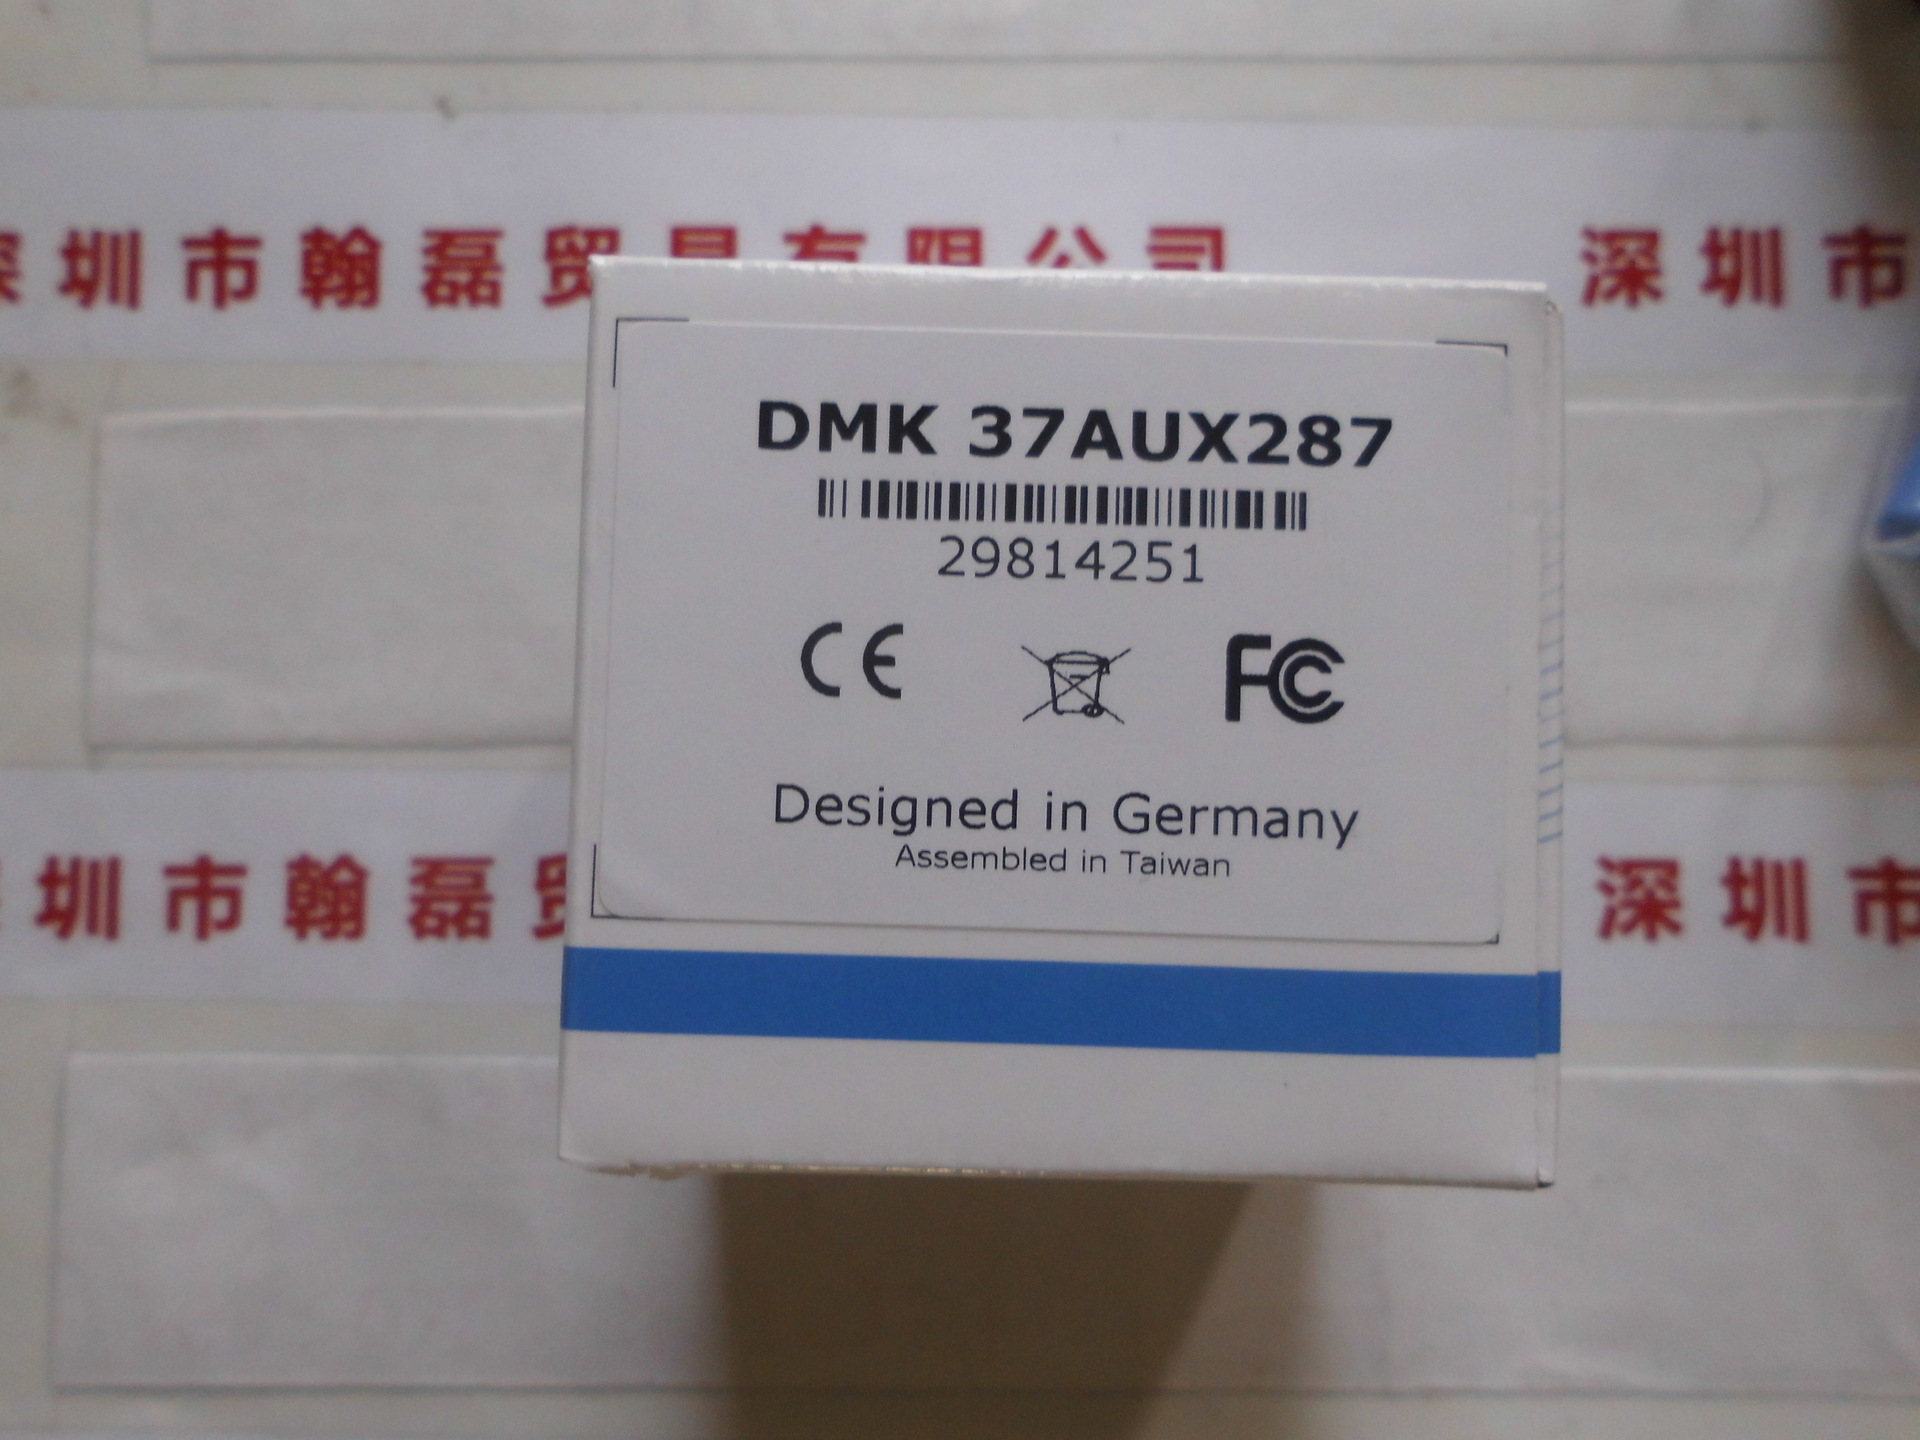 深圳市翰磊贸易有限公司 深圳市
DMK 37AUX287
29814251
CE FC
Designed in Germany
Assembled in Taiwan
圳市翰磊贸 深圳市